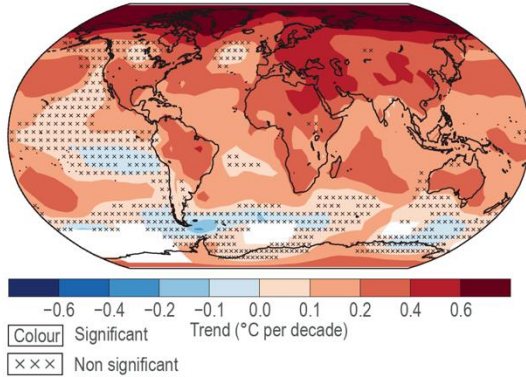 −0.6 −0.4 −0.2 −0.1 0.0 0.1 0.2 0.4 0.6
Trend (°C per decade)
Colour Significant
××× Non significant